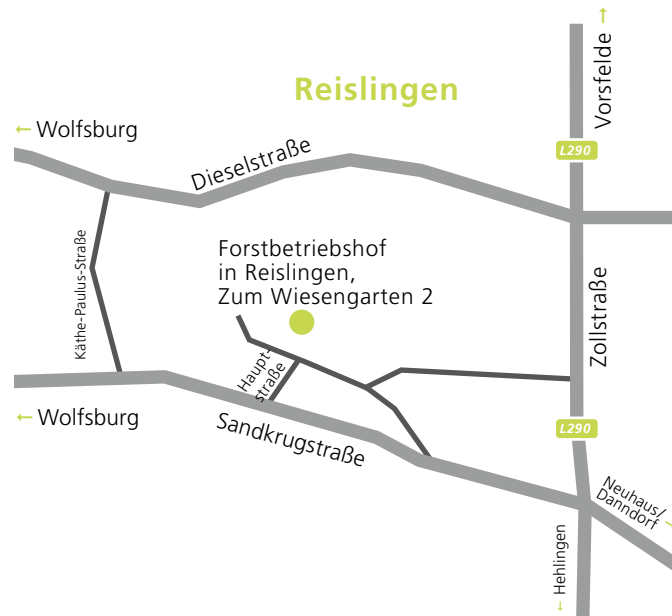 Vorsfelde
Reislingen
← Wolfsburg
Dieselstraße
L290
Käthe-Paulus-Straße
Forstbetriebshof
in Reislingen,
Zum Wiesengarten 2
Zollstraße
Haupt-
straße
← Wolfsburg
Sandkrugstraße
L290
Neuhaus/
Danndorf
Hehlingen